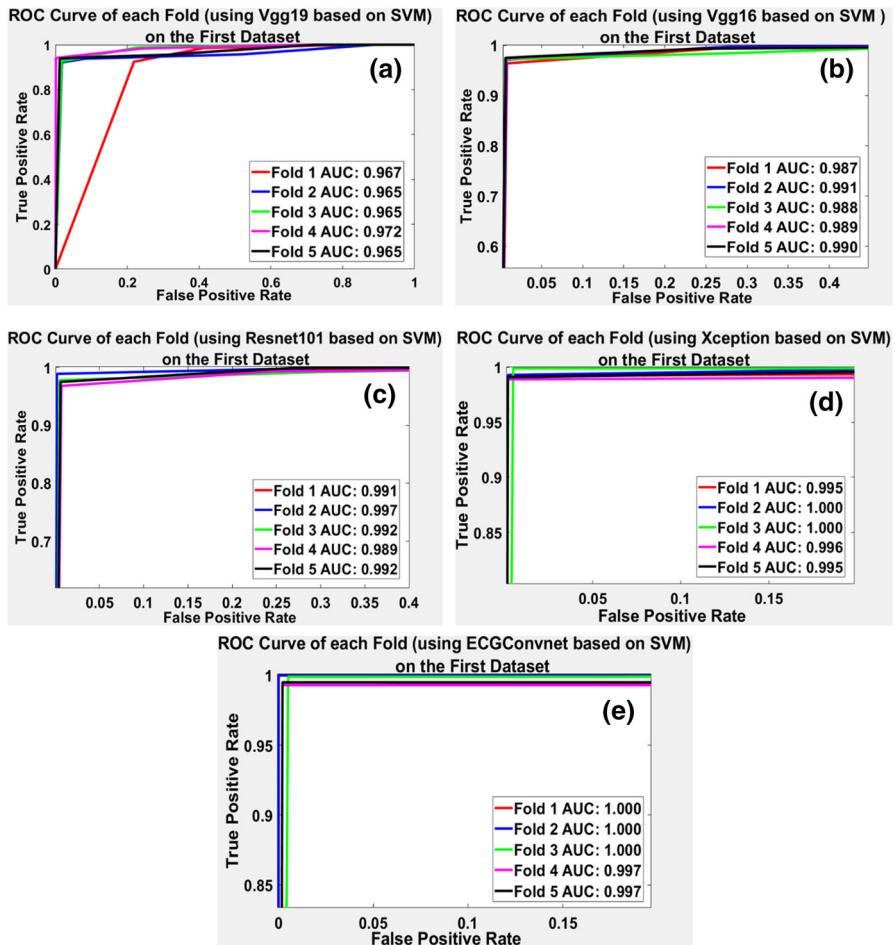 ROC Curve of each Fold (using Vgg19 based on SVM)
on the First Dataset
(a)
True Positive Rate
1
0.8
0.6
0.4
0.2
0
Fold 1 AUC: 0.967
Fold 2 AUC: 0.965
Fold 3 AUC: 0.965
Fold 4 AUC: 0.972
Fold 5 AUC: 0.965
0 0.2 0.4 0.6 0.8 1
False Positive Rate
ROC Curve of each Fold (using Vgg16 based on SVM )
on the First Dataset
(b)
True Positive Rate
1
0.9
0.8
0.7
0.6
Fold 1 AUC: 0.987
Fold 2 AUC: 0.991
Fold 3 AUC: 0.988
Fold 4 AUC: 0.989
Fold 5 AUC: 0.990
0.05 0.1 0.15 0.2 0.25 0.3 0.35 0.4
False Positive Rate
ROC Curve of each Fold (using Resnet101 based on SVM)
on the First Dataset
(c)
True Positive Rate
1
0.9
0.8
0.7
Fold 1 AUC: 0.991
Fold 2 AUC: 0.997
Fold 3 AUC: 0.992
Fold 4 AUC: 0.989
Fold 5 AUC: 0.992
0.05 0.1 0.15 0.2 0.25 0.3 0.35 0.4
False Positive Rate
ROC Curve of each Fold (using Xception based on SVM)
on the First Dataset
(d)
True Positive Rate
1
0.95
0.9
0.85
Fold 1 AUC: 0.995
Fold 2 AUC: 1.000
Fold 3 AUC: 1.000
Fold 4 AUC: 0.996
Fold 5 AUC: 0.995
0.05 0.1 0.15
False Positive Rate
ROC Curve of each Fold (using ECGConvnet based on SVM)
on the First Dataset
(e)
True Positive Rate
1
0.95
0.9
0.85
Fold 1 AUC: 1.000
Fold 2 AUC: 1.000
Fold 3 AUC: 1.000
Fold 4 AUC: 0.997
Fold 5 AUC: 0.997
0 0.05 0.1 0.15
False Positive Rate